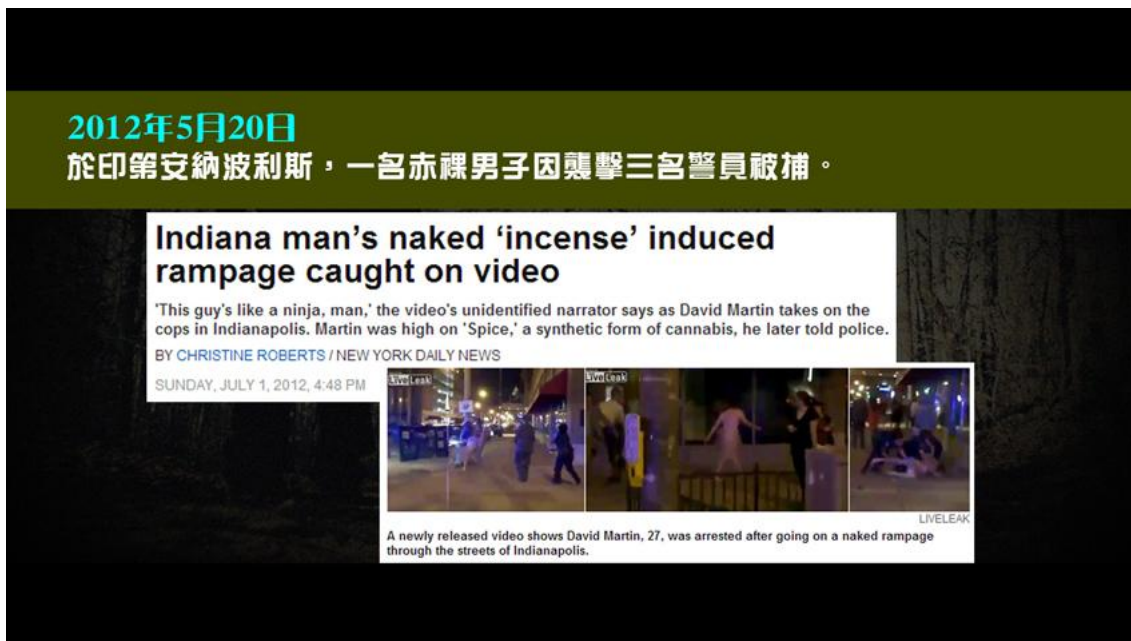 2012年5月20日
於印第安納波利斯，一名赤裸男子因襲擊三名警員被捕。
Indiana man’s naked ‘incense’ induced
rampage caught on video
'This guy's like a ninja, man,' the video's unidentified narrator says as David Martin takes on the
cops in Indianapolis. Martin was high on 'Spice,' a synthetic form of cannabis, he later told police.
BY CHRISTINE ROBERTS / NEW YORK DAILY NEWS
SUNDAY, JULY 1, 2012, 4:48 PM
LiveLeak
LiveLeak
LIVELEAK
A newly released video shows David Martin, 27, was arrested after going on a naked rampage
through the streets of Indianapolis.